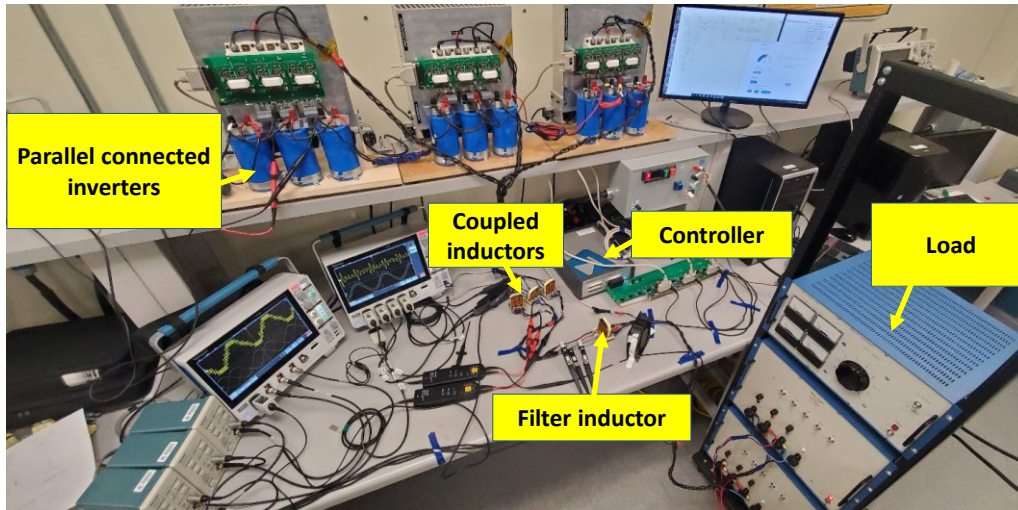 Parallel connected
inverters
Coupled
inductors
Controller
Load
Filter inductor